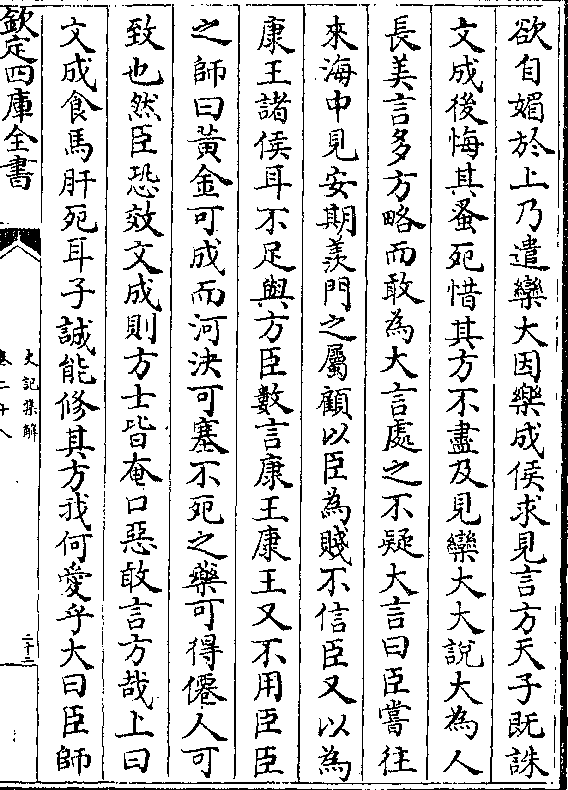 欲自媚於上乃遣欒大因樂成侯求見言方天子既誅
文成後悔其蚤死惜其方不盡及見欒大大說大為人
長美言多方略而敢為大言處之不疑大言曰臣嘗往
來海中見安期羨門之屬顧以臣為賤不信臣又以為
康王諸侯耳不足與方臣數言康王康王又不用臣臣
之師曰黃金可成而河決可塞不死之藥可得僊人可
致也然臣恐效文成則方士皆奄口惡敢言方哉上曰
文成食馬肝死耳子誠能修其方我何愛乎大曰臣師
欽定四庫全書
史記集解
卷二十八
二十三